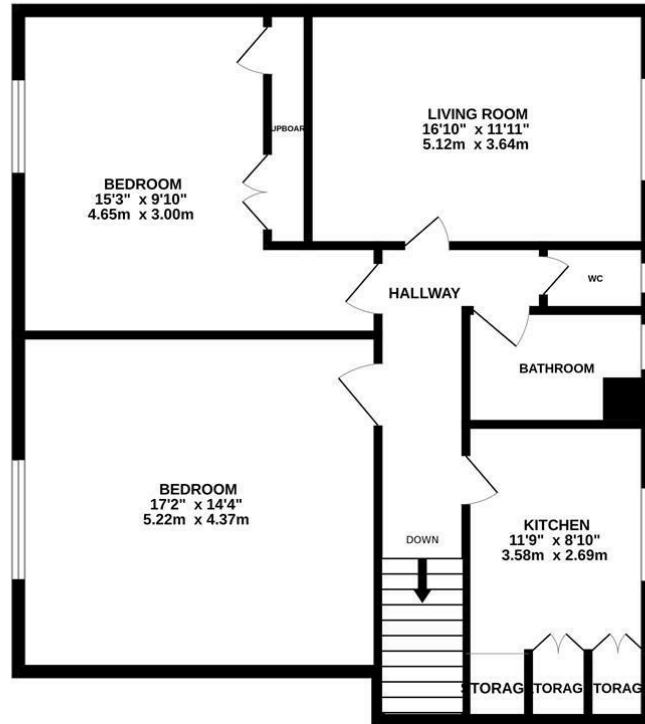 LIVING ROOM
16'10" x 11'11"
5.12m x 3.64m
UPBOAR
BEDROOM
15'3" x 9'10"
4.65m x 3.00m
HALLWAY
WC
BATHROOM
BEDROOM
17'2" x 14'4"
5.22m x 4.37m
KITCHEN
11'9" x 8'10"
3.58m x 2.69m
DOWN
STORAG
TORAG
TORAG